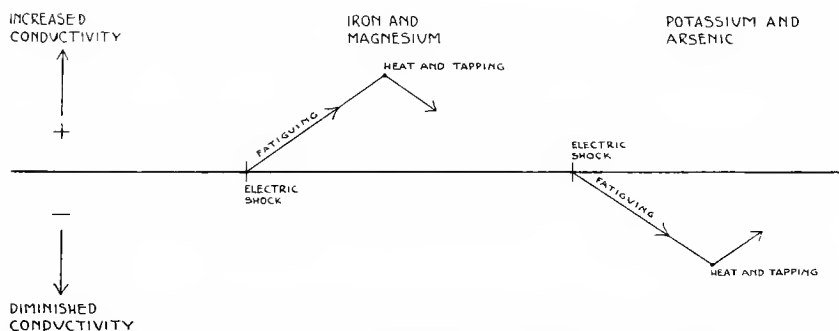 INCREASED
CONDUCTIVITY
IRON AND
MAGNESIUM
POTASSIUM AND
ARSENIC
HEAT AND TAPPING
+
FATIGUING
ELECTRIC
SHOCK
ELECTRIC
SHOCK
FATIGUING
—
HEAT AND TAPPING
DIMINISHED
CONDUCTIVITY